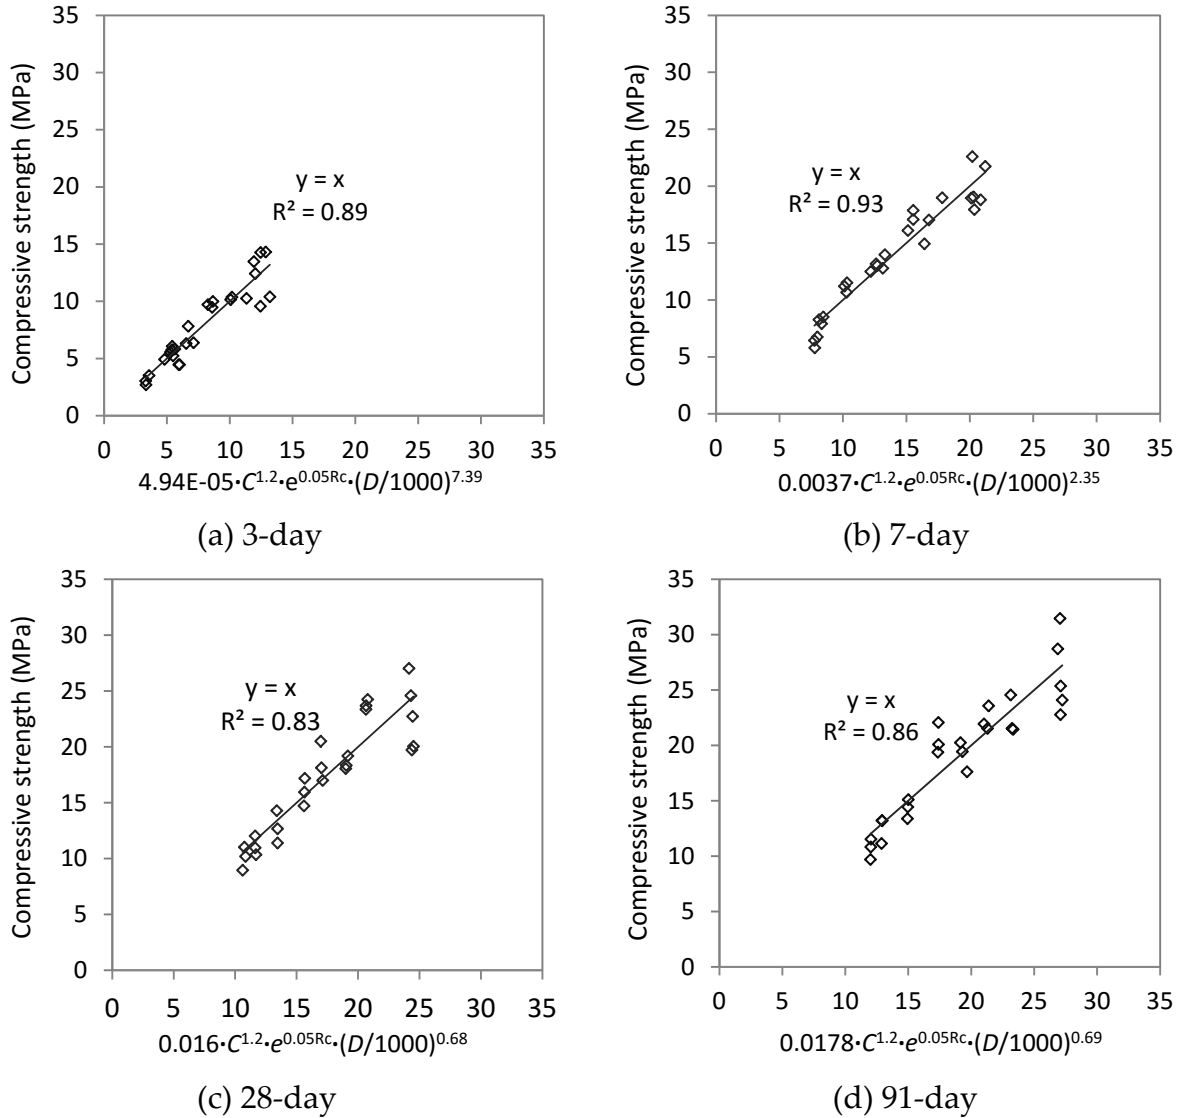 35
30
25
20
15
10
5
0
Compressive strength (MPa)
y = x
R² = 0.89
0 5 10 15 20 25 30 35
4.94E-05·C^1.2·e^0.05Rc·(D/1000)^7.39
(a) 3-day
35
30
25
20
15
10
5
0
Compressive strength (MPa)
y = x
R² = 0.93
0 5 10 15 20 25 30 35
0.0037·C^1.2·e^0.05Rc·(D/1000)^2.35
(b) 7-day
35
30
25
20
15
10
5
0
Compressive strength (MPa)
y = x
R² = 0.83
0 5 10 15 20 25 30 35
0.016·C^1.2·e^0.05Rc·(D/1000)^0.68
(c) 28-day
35
30
25
20
15
10
5
0
Compressive strength (MPa)
y = x
R² = 0.86
0 5 10 15 20 25 30 35
0.0178·C^1.2·e^0.05Rc·(D/1000)^0.69
(d) 91-day